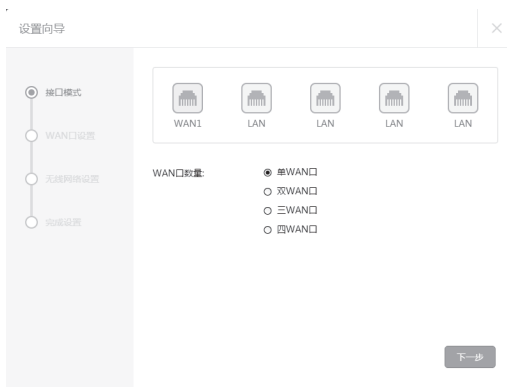 设置向导
接口模式
WAN口设置
无线网络设置
完成设置
WAN1 LAN LAN LAN LAN
WAN口数量: 单WAN口
双WAN口
三WAN口
四WAN口
下一步